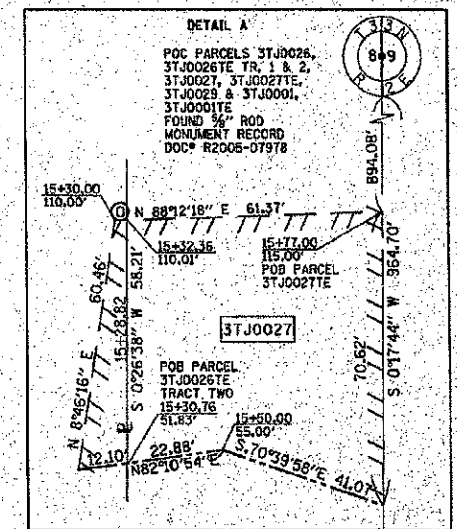 DETAIL A
POC PARCELS 3TJ0026,
3TJ0026TE TR, 1 & 2,
3TJ0027, 3TJ0027TE,
3TJ0029 & 3TJ0001,
3TJ0001TE
FOUND 5/8" ROD
MONUMENT RECORD
DOC# R2005-07978
T 33 N
8 9
R 2 E
894.08'
15+30.00
110.00'
N 88°12'18" E 61.37'
15+32.36
110.01'
15+77.00
115.00'
POB PARCEL
3TJ0027TE
S 0°17'44" W 964.70'
70.62'
60.46'
N 8°46'16" E
15+28.82
S 0°26'38" W 58.21'
3TJ0027
POB PARCEL
3TJ0026TE
TRACT TWO
15+30.76
51.83'
15+50.00
55.00'
12.10'
22.88'
N82°10'54"E
S 70°39'58"E 41.07'